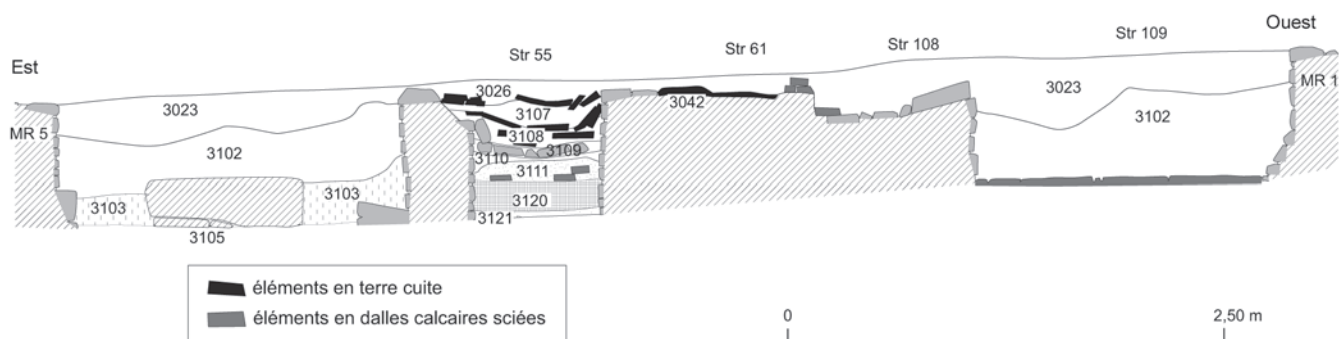 Est
Str 55
Str 61
Str 108
Str 109
Ouest
MR 5
3023
3102
3103
3103
3105
3026
3107
3108
3109
3110
3111
3120
3121
3042
3023
3102
MR 1
éléments en terre cuite
éléments en dalles calcaires sciées
0
2,50 m